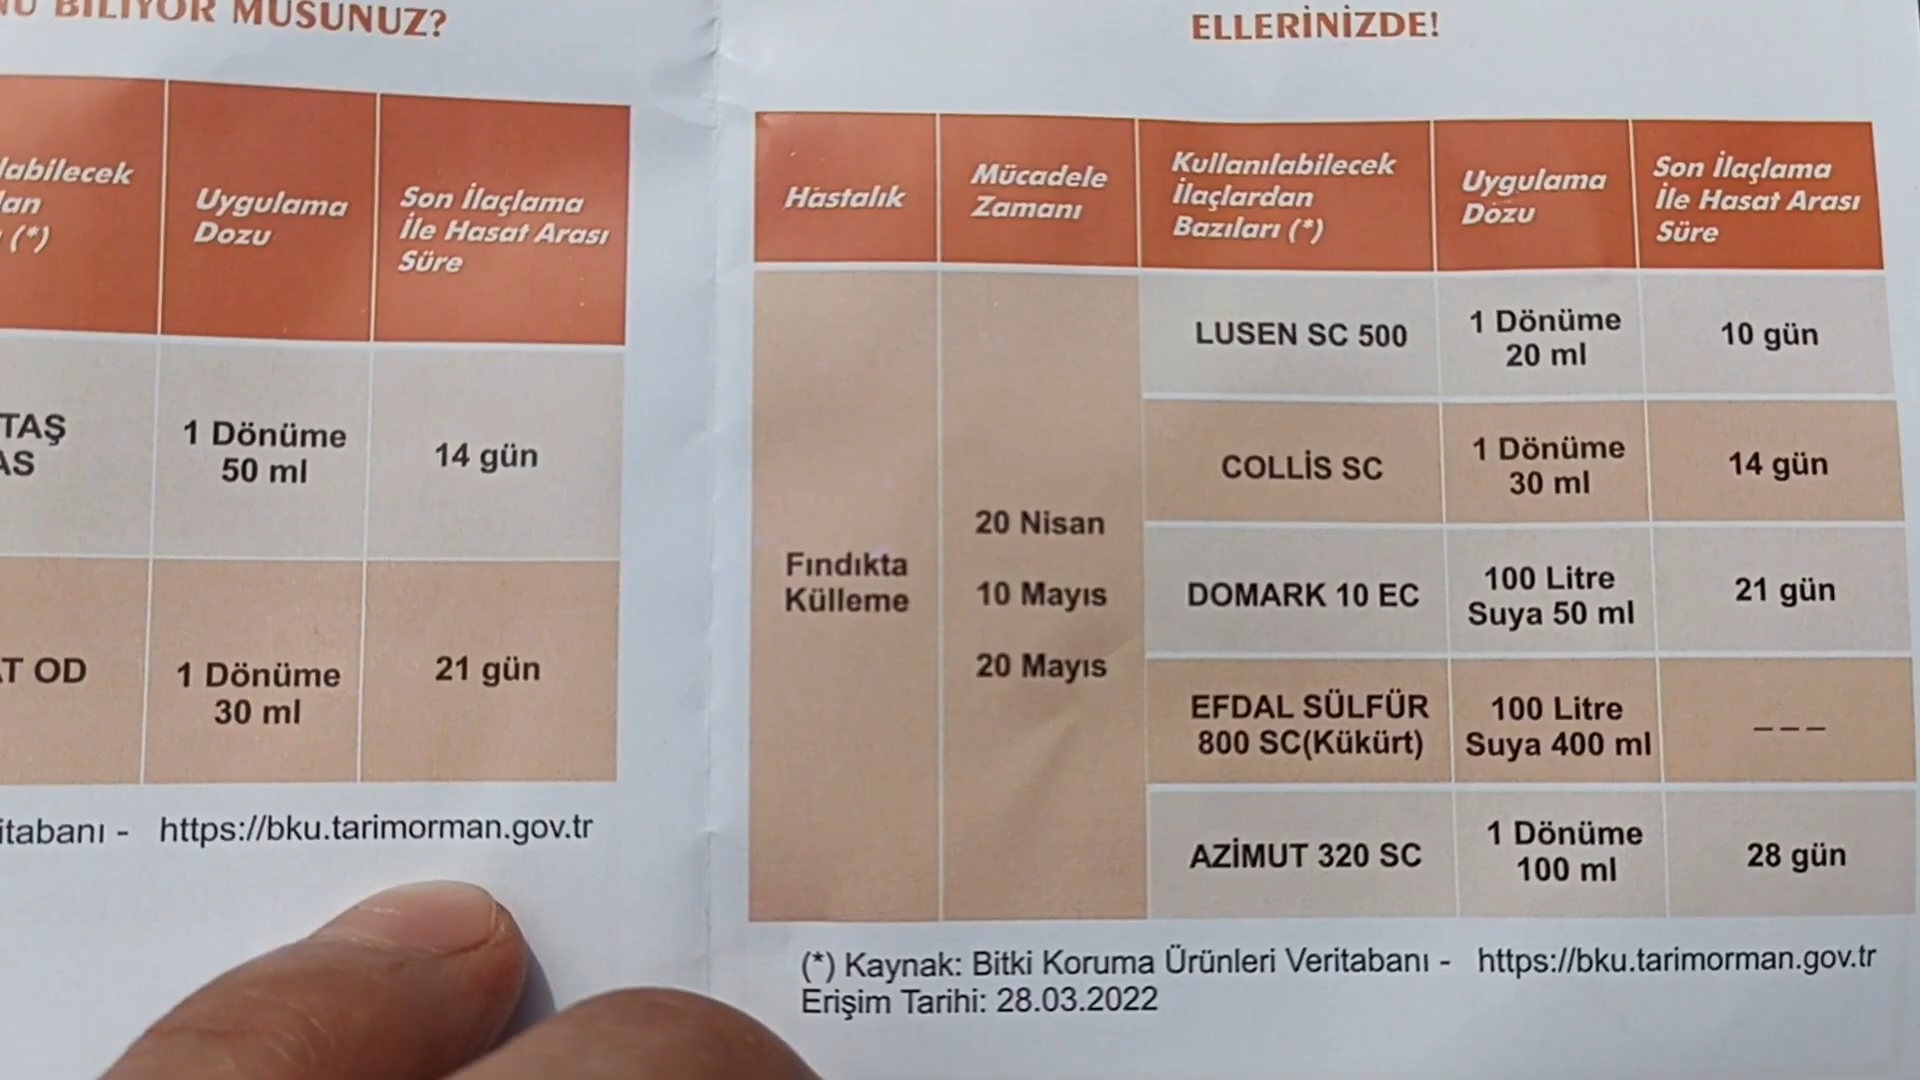 BİLİYOR MUSUNUZ?
Uygulama
Dozu
Son İlaçlama
İle Hasat Arası
Süre
(*)
1 Dönüme
50 ml
14 gün
OD
1 Dönüme
30 ml
21 gün
https://bku.tarimorman.gov.tr
ELLERİNİZDE!
Hastalık
Mücadele
Zamanı
Kullanılabilecek
İlaçlardan
Bazıları (*)
Uygulama
Dozu
Son İlaçlama
İle Hasat Arası
Süre
Fındıkta
Külleme
20 Nisan
10 Mayıs
20 Mayıs
LUSEN SC 500
1 Dönüme
20 ml
10 gün
COLLİS SC
1 Dönüme
30 ml
14 gün
DOMARK 10 EC
100 Litre
Suya 50 ml
21 gün
EFDAL SÜLFÜR
800 SC(Kükürt)
100 Litre
Suya 400 ml
---
AZİMUT 320 SC
1 Dönüme
100 ml
28 gün
(*) Kaynak: Bitki Koruma Ürünleri Veritabanı - https://bku.tarimorman.gov.tr
Erişim Tarihi: 28.03.2022